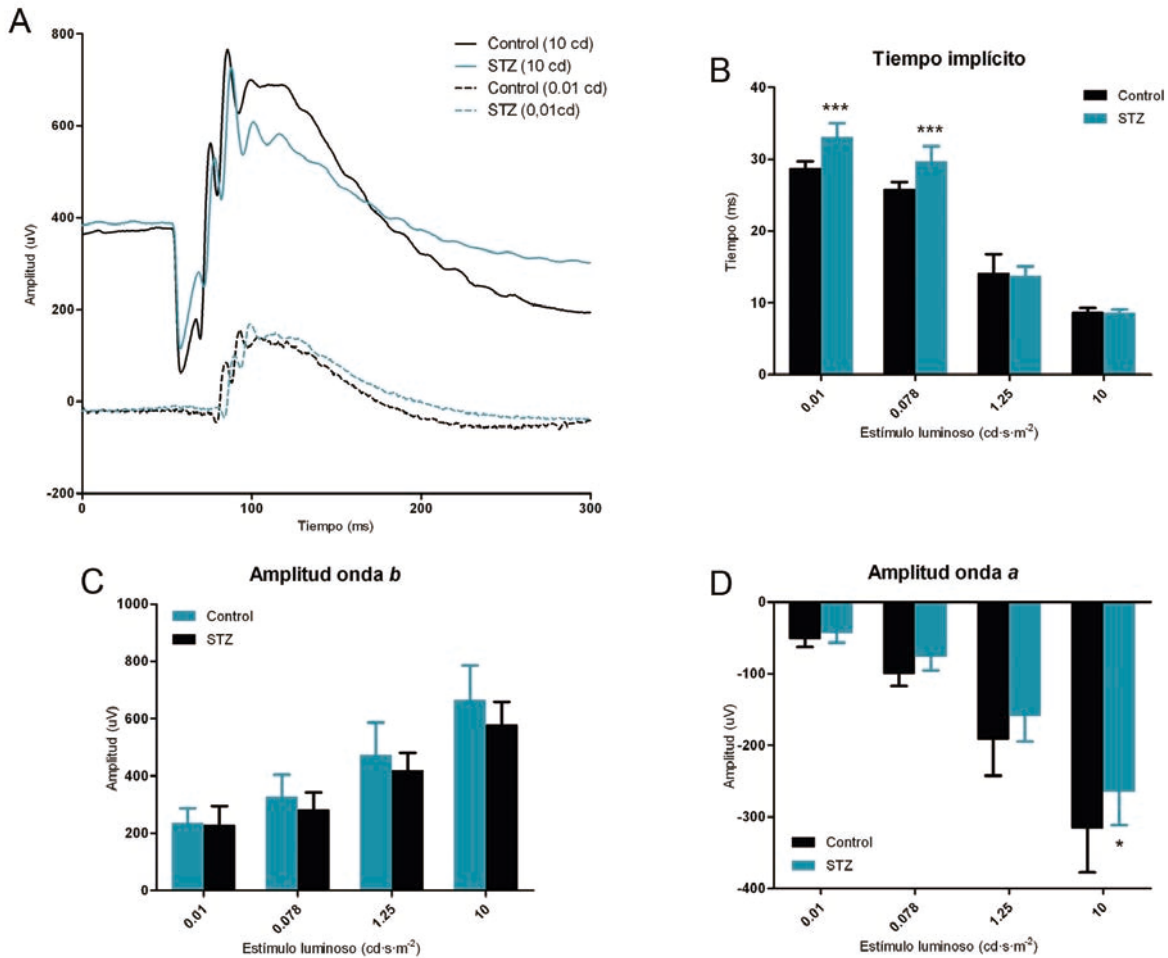 A
800
600
400
200
0
-200
Amplitud (uV)
0
100
200
300
Tiempo (ms)
Control (10 cd)
STZ (10 cd)
Control (0.01 cd)
STZ (0,01cd)
B
Tiempo implícito
40
30
20
10
0
Tiempo (ms)
***
***
Control
STZ
0.01
0.078
1.25
10
Estímulo luminoso (cd·s·m-2)
C
Amplitud onda b
1000
800
600
400
200
0
Amplitud (uV)
Control
STZ
0.01
0.078
1.25
10
Estímulo luminoso (cd·s·m-2)
D
Amplitud onda a
0
-100
-200
-300
-400
Amplitud (uV)
Control
STZ
*
0.01
0.078
1.25
10
Estímulo luminoso (cd·s·m-2)